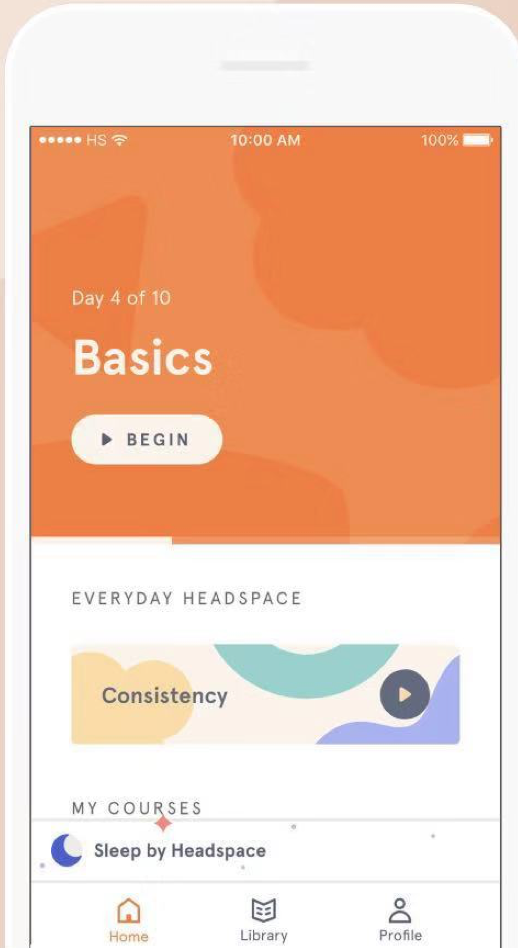 HS 10:00 AM 100%
Day 4 of 10
Basics
BEGIN
EVERYDAY HEADSPACE
Consistency
MY COURSES
Sleep by Headspace
Home Library Profile